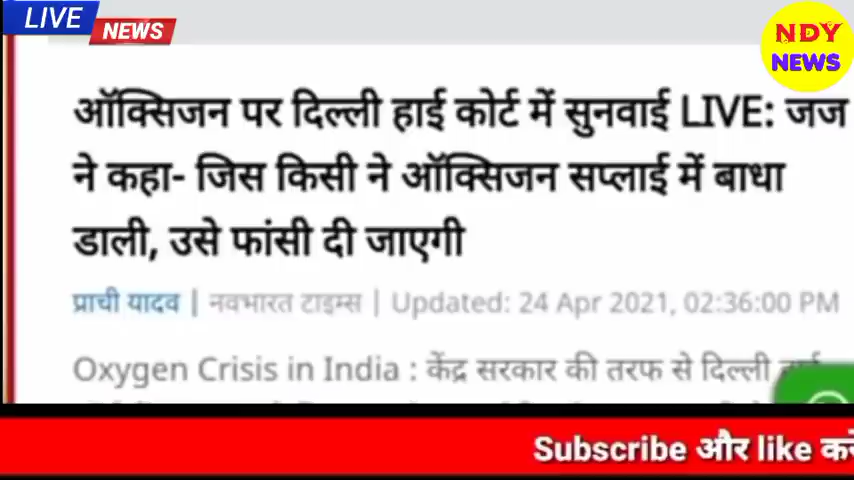 LIVE
NEWS
NDY
NEWS
ऑक्सिजन पर दिल्ली हाई कोर्ट में सुनवाई LIVE: जज
ने कहा- जिस किसी ने ऑक्सिजन सप्लाई में बाधा
डाली, उसे फांसी दी जाएगी
प्राची यादव | नवभारत टाइम्स | Updated: 24 Apr 2021, 02:36:00 PM
Oxygen Crisis in India : केंद्र सरकार की तरफ से दिल्ली हाई
Subscribe और like करें